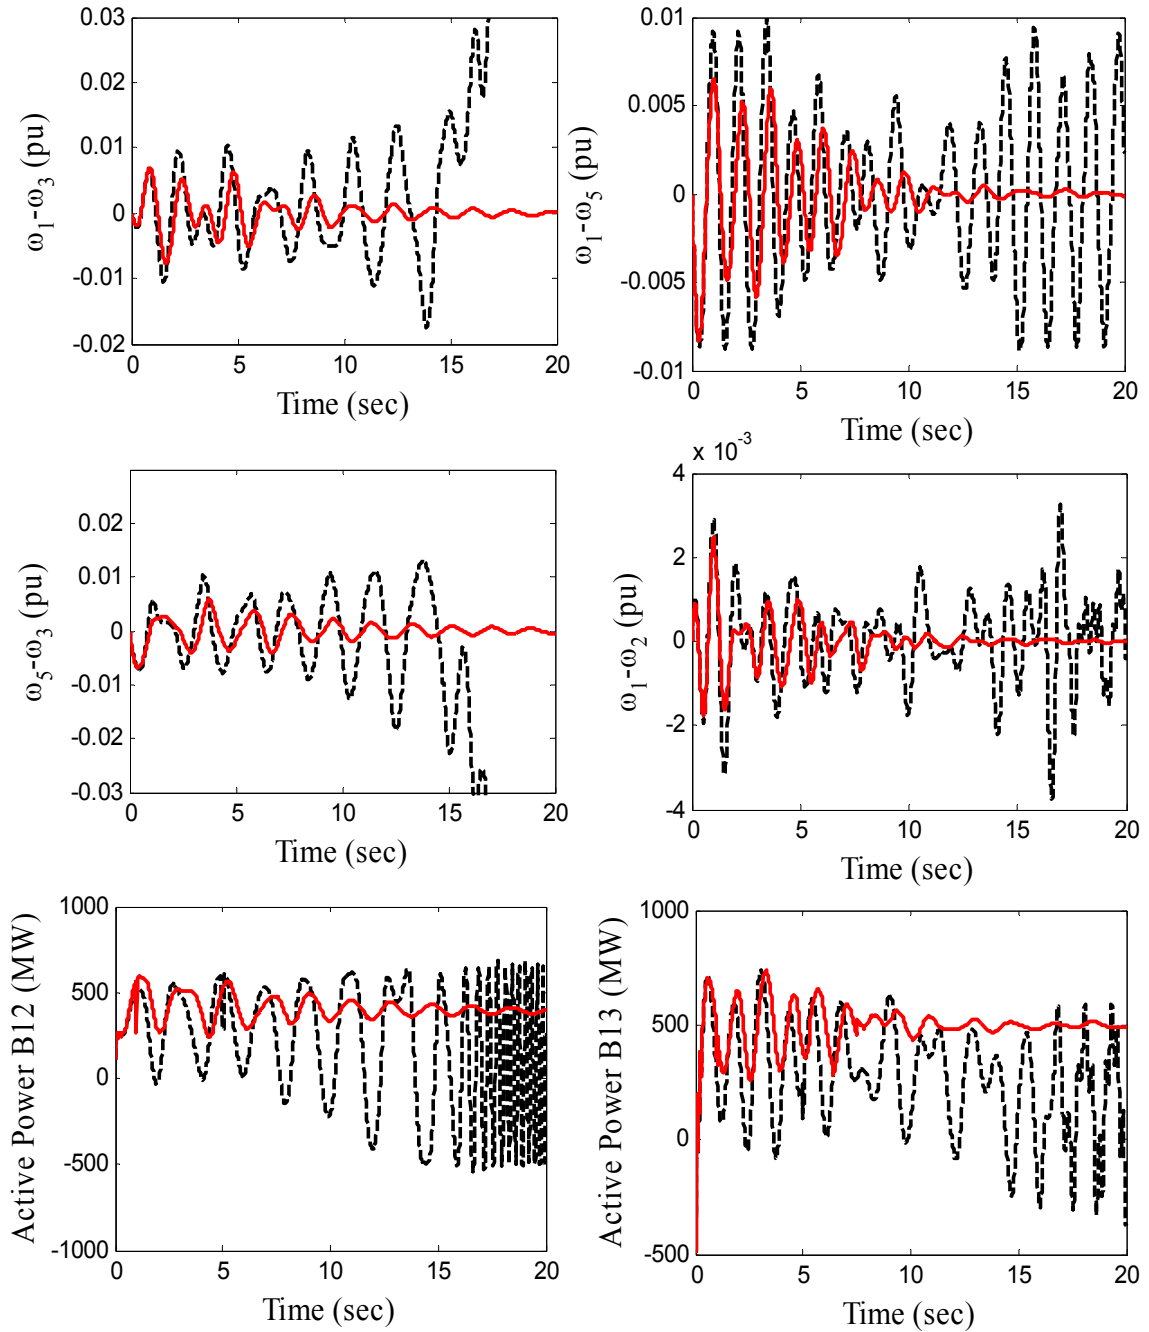 0.03
0.02
0.01
0
-0.01
-0.02
0 5 10 15 20
ω1-ω3 (pu)
Time (sec)
0.01
0.005
0
-0.005
-0.01
0 5 10 15 20
ω1-ω5 (pu)
Time (sec)
0.02
0.01
0
-0.01
-0.02
-0.03
0 5 10 15 20
ω5-ω3 (pu)
Time (sec)
x 10-3
4
2
0
-2
-4
0 5 10 15 20
ω1-ω2 (pu)
Time (sec)
1000
500
0
-500
-1000
0 5 10 15 20
Active Power B12 (MW)
Time (sec)
1000
500
0
-500
0 5 10 15 20
Active Power B13 (MW)
Time (sec)